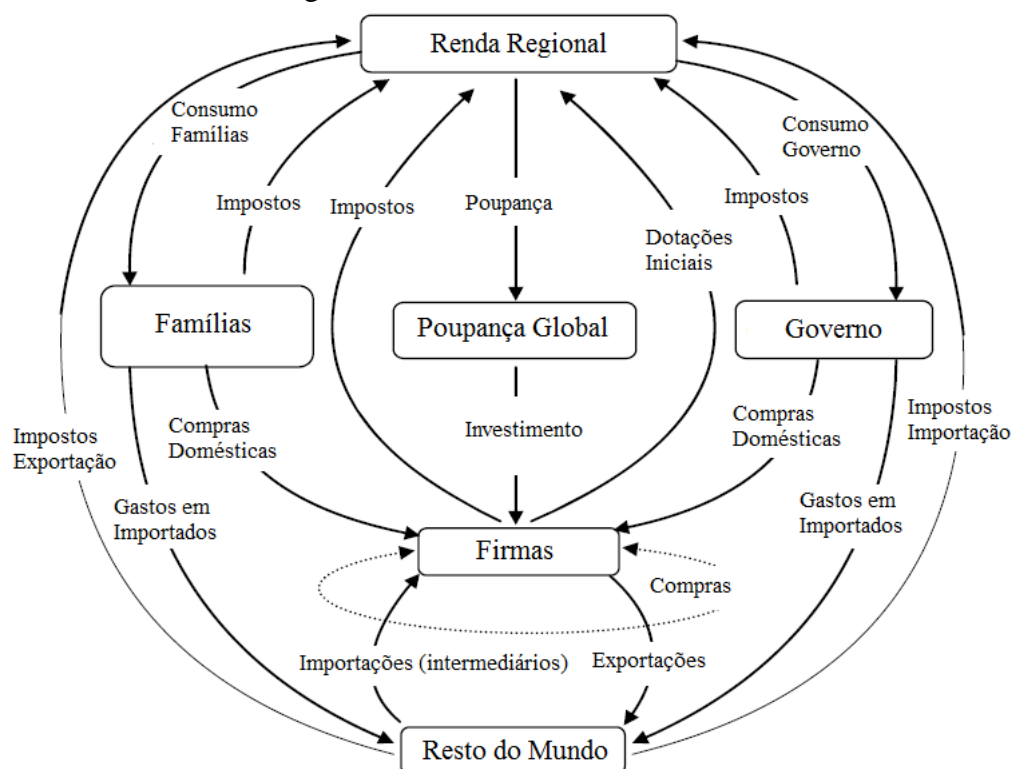 Renda Regional
Consumo
Famílias
Consumo
Governo
Impostos
Impostos
Poupança
Impostos
Dotações
Iniciais
Famílias
Poupança Global
Governo
Impostos
Exportação
Compras
Domésticas
Investimento
Compras
Domésticas
Impostos
Importação
Gastos em
Importados
Gastos em
Importados
Firmas
Compras
Importações (intermediários)
Exportações
Resto do Mundo